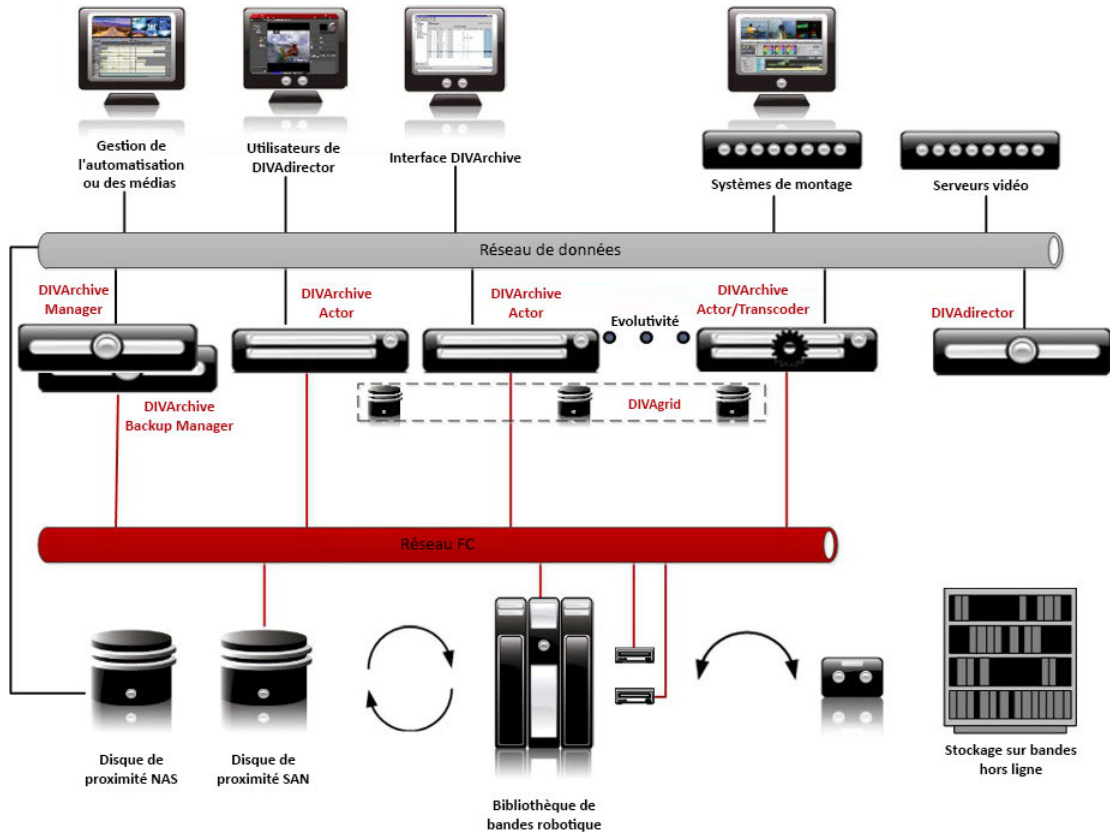 Gestion de
l'automatisation
ou des médias
Utilisateurs de
DIVAdirector
Interface DIVArchive
Systèmes de montage
Serveurs vidéo
Réseau de données
DIVArchive
Manager
DIVArchive
Actor
DIVArchive
Actor
Evolutivité
DIVArchive
Actor/Transcoder
DIVAdirector
DIVArchive
Backup Manager
DIVAgrid
Réseau FC
Disque de
proximité NAS
Disque de
proximité SAN
Bibliothèque de
bandes robotique
Stockage sur bandes
hors ligne